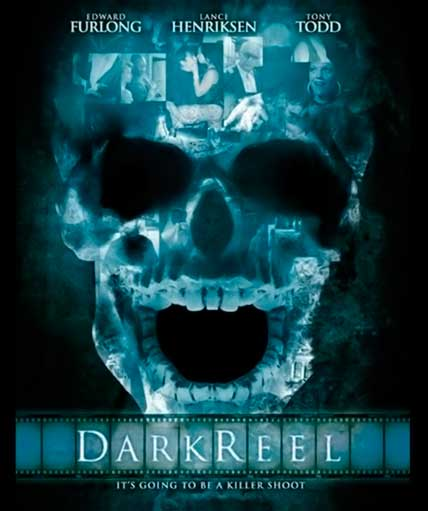 EDWARD FURLONG
LANCE HENRIKSEN
TONY TODD
DARKREEL
IT'S GOING TO BE A KILLER SHOOT